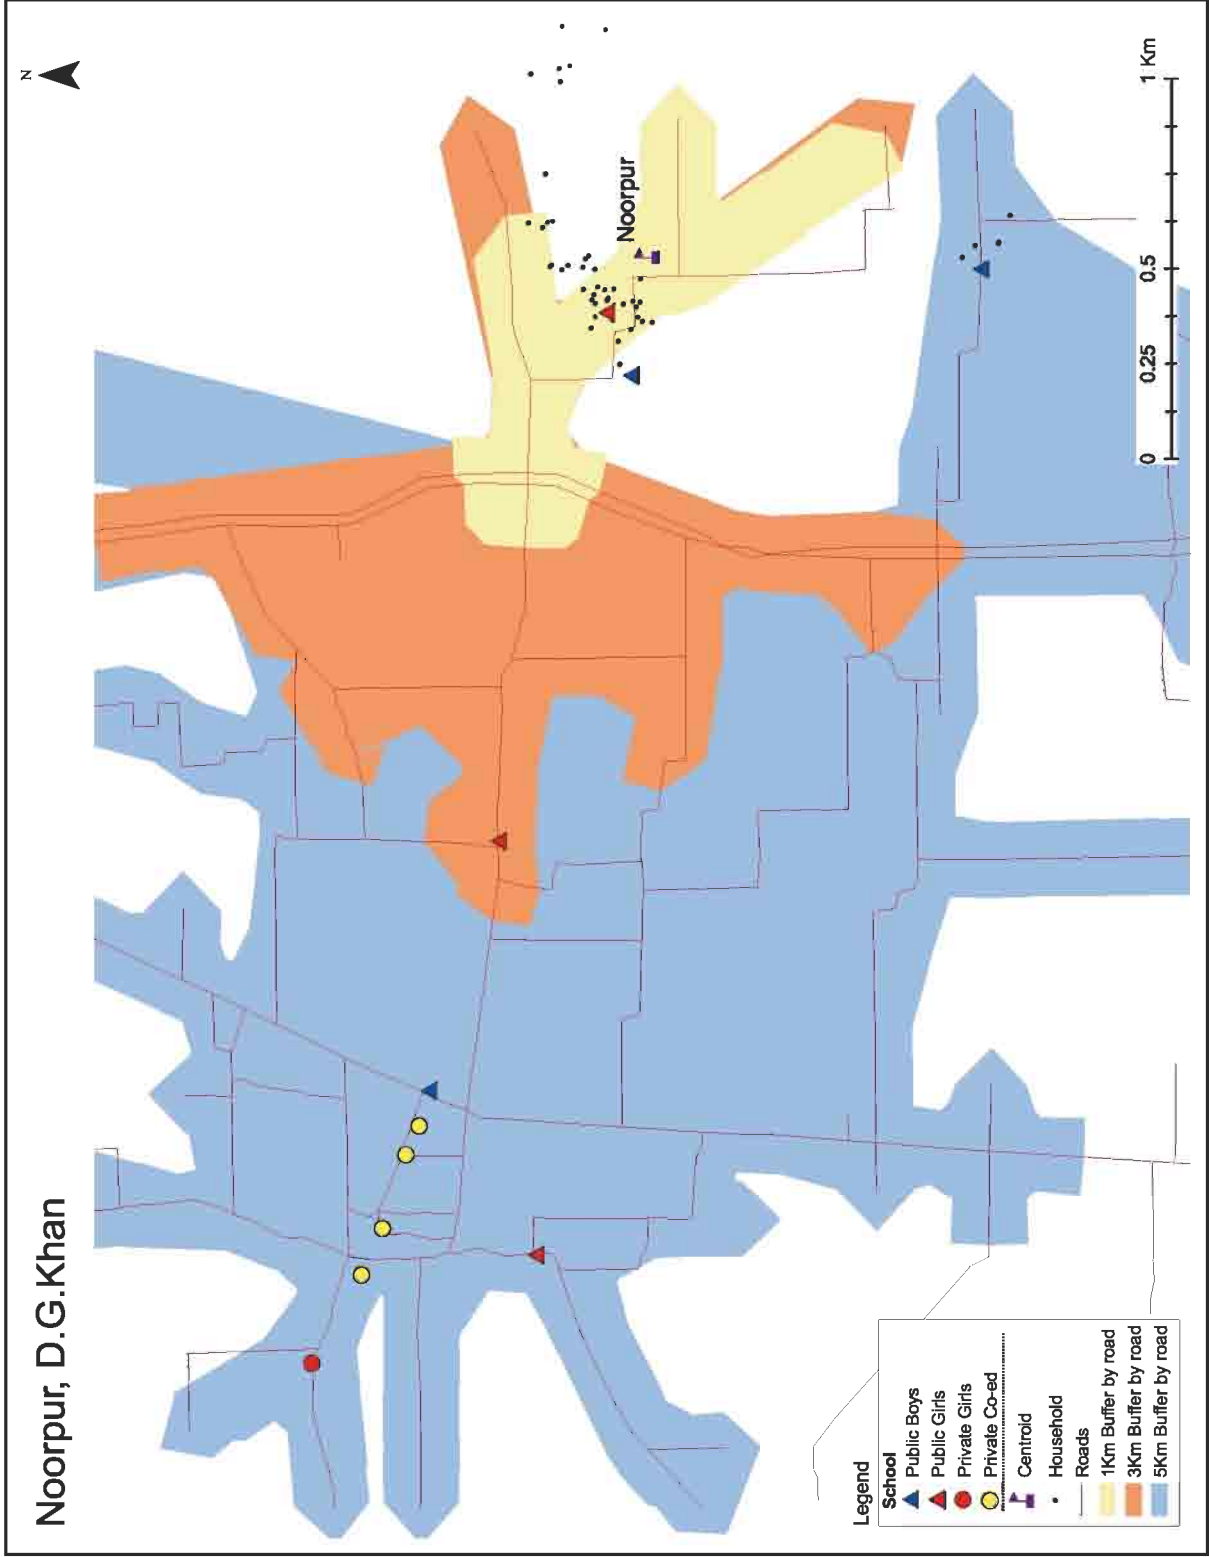 Noorpur, D.G.Khan
N
Noorpur
Legend
School
Public Boys
Public Girls
Private Girls
Private Co-ed
Centroid
Household
Roads
1Km Buffer by road
3Km Buffer by road
5Km Buffer by road
0 0.25 0.5 1 Km